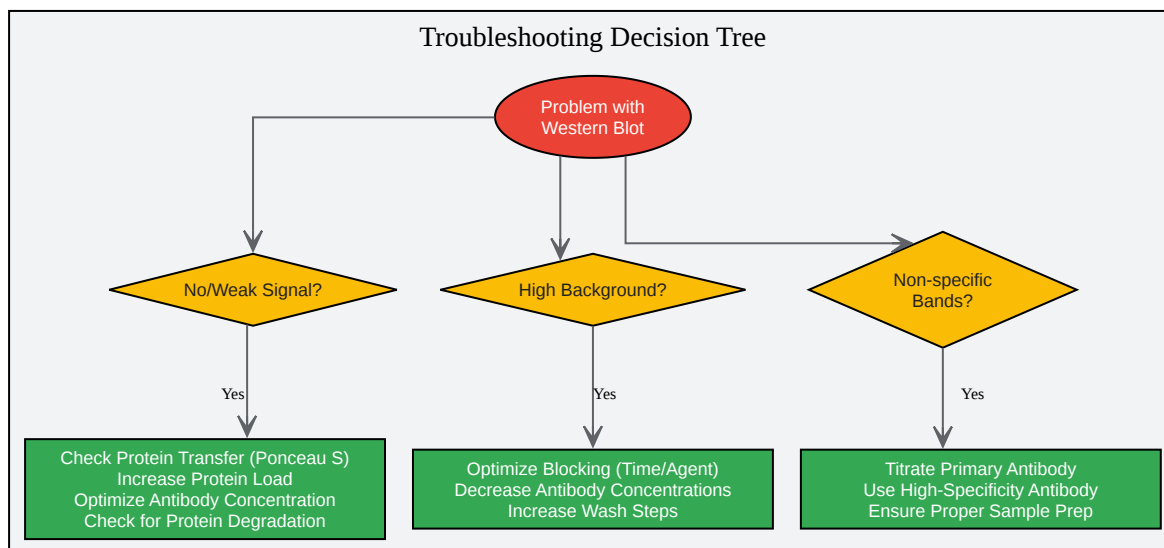 Troubleshooting Decision Tree
Problem with
Western Blot
No/Weak Signal?
High Background?
Non-specific
Bands?
Yes
Yes
Yes
Check Protein Transfer (Ponceau S)
Increase Protein Load
Optimize Antibody Concentration
Check for Protein Degradation
Optimize Blocking (Time/Agent)
Decrease Antibody Concentrations
Increase Wash Steps
Titrate Primary Antibody
Use High-Specificity Antibody
Ensure Proper Sample Prep